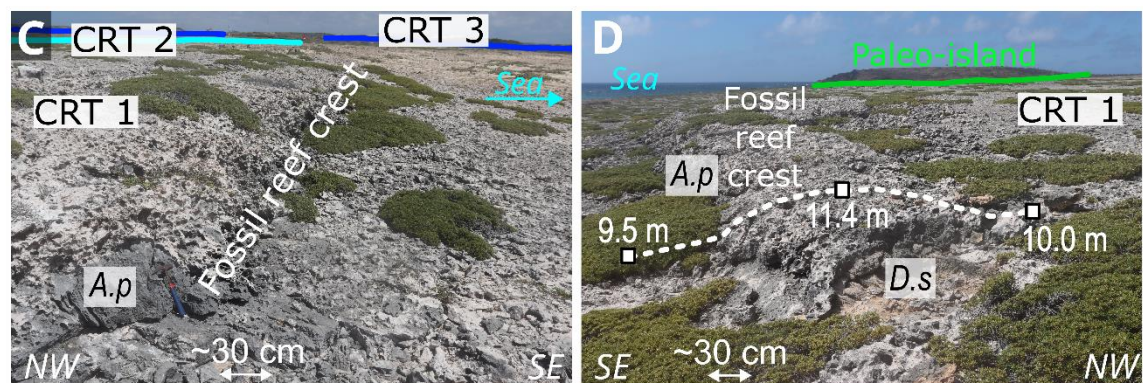 C
CRT 2
CRT 3
CRT 1
Sea
Fossil reef crest
A.p
NW
~30 cm
SE
D
Sea
Paleo-island
CRT 1
Fossil
reef
crest
A.p
9.5 m
11.4 m
10.0 m
D.s
SE
~30 cm
NW